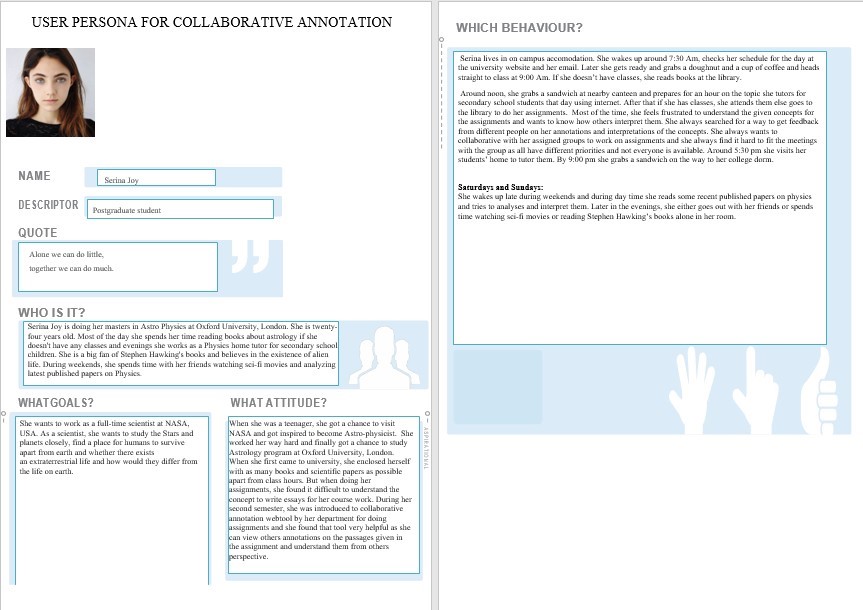 USER PERSONA FOR COLLABORATIVE ANNOTATION
NAME
Serina Joy
DESCRIPTOR
Postgraduate student
QUOTE
Alone we can do little,
together we can do much.
WHO IS IT?
Serina Joy is doing her masters in Astro Physics at Oxford University, London. She is twenty-
four years old. Most of the day she spends her time reading books about astrology if she
doesn't have any classes and evenings she works as a Physics home tutor for secondary school
children. She is a big fan of Stephen Hawking's books and believes in the existence of alien
life. During weekends, she spends time with her friends watching sci-fi movies and analyzing
latest published papers on Physics.
WHATGOALS?
She wants to work as a full-time scientist at NASA,
USA. As a scientist, she wants to study the Stars and
planets closely, find a place for humans to survive
apart from earth and whether there exists
an extraterrestrial life and how would they differ from
the life on earth.
WHAT ATTITUDE?
When she was a teenager, she got a chance to visit
NASA and got inspired to become Astro-physicist. She
worked her way hard and finally got a chance to study
Astrology program at Oxford University, London.
When she first came to university, she enclosed herself
with as many books and scientific papers as possible
apart from class hours. But when doing her
assignments, she found it difficult to understand the
concept to write essays for her course work. During her
second semester, she was introduced to collaborative
annotation webtool by her department for doing
assignments and she found that tool very helpful as she
can view others annotations on the passages given in
the assignment and understand them from others
perspective.
ASPIRATIONAL
WHICH BEHAVIOUR?
Serina lives in on campus accomodation. She wakes up around 7:30 Am, checks her schedule for the day at
the university website and her email. Later she gets ready and grabs a doughnut and a cup of coffee and heads
straight to class at 9:00 Am. If she doesn't have classes, she reads books at the library.
Around noon, she grabs a sandwich at nearby canteen and prepares for an hour on the topic she tutors for
secondary school students that day using internet. After that if she has classes, she attends them else goes to
the library to do her assignments. Most of the time, she feels frustrated to understand the given concepts for
the assignments and wants to know how others interpret them. She always searched for a way to get feedback
from different people on her annotations and interpretations of the concepts. She always wants to
collaborative with her assigned groups to work on assignments and she always find it hard to fit the meetings
with the group as all have different priorities and not everyone is available. Around 5:30 pm she visits her
students' home to tutor them. By 9:00 pm she grabs a sandwich on the way to her college dorm.
Saturdays and Sundays:
She wakes up late during weekends and during day time she reads some recent published papers on physics
and tries to analyses and interpret them. Later in the evenings, she either goes out with her friends or spends
time watching sci-fi movies or reading Stephen Hawking's books alone in her room.